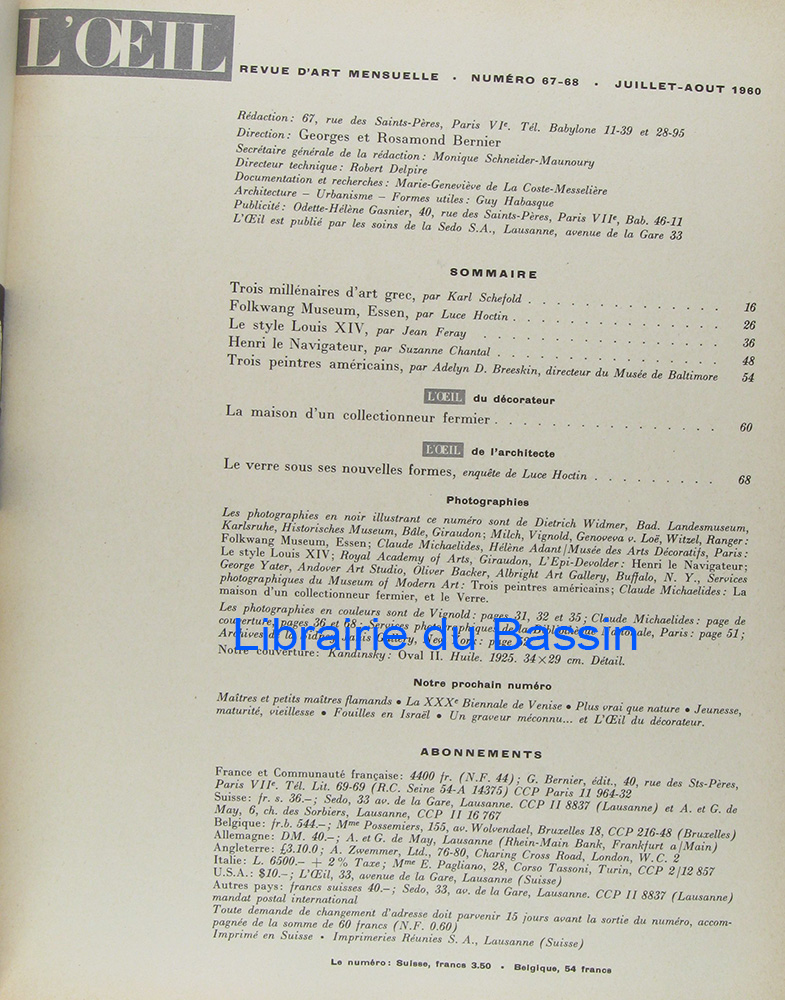 L'ŒIL
REVUE D'ART MENSUELLE • NUMÉRO 67-68 • JUILLET-AOUT 1960
Rédaction: 67, rue des Saints-Pères, Paris VIe. Tél. Babylone 11-39 et 28-95
Direction: Georges et Rosamond Bernier
Secrétaire générale de la rédaction: Monique Schneider-Maunoury
Directeur technique: Robert Delpire
Documentation et recherches: Marie-Geneviève de La Coste-Messelière
Architecture – Urbanisme – Formes utiles: Guy Habasque
Publicité: Odette-Hélène Gasnier, 40, rue des Saints-Pères, Paris VIIe, Bab. 46-11
L'Œil est publié par les soins de la Sedo S.A., Lausanne, avenue de la Gare 33
SOMMAIRE
Trois millénaires d'art grec, par Karl Schefold . . . . . . . . . . . . 16
Folkwang Museum, Essen, par Luce Hoctin . . . . . . . . . . . . 26
Le style Louis XIV, par Jean Feray . . . . . . . . . . . . 36
Henri le Navigateur, par Suzanne Chantal . . . . . . . . . . . . 48
Trois peintres américains, par Adelyn D. Breeskin, directeur du Musée de Baltimore 54
L'ŒIL du décorateur
La maison d'un collectionneur fermier . . . . . . . . . . . . 60
L'ŒIL de l'architecte
Le verre sous ses nouvelles formes, enquête de Luce Hoctin . . . . . . . . . 68
Photographies
Les photographies en noir illustrant ce numéro sont de Dietrich Widmer, Bad. Landesmuseum,
Karlsruhe, Historisches Museum, Bâle, Giraudon; Milch, Vignold, Genoveva v. Loë, Witzel, Ranger:
Folkwang Museum, Essen; Claude Michaelides, Hélène Adant/Musée des Arts Décoratifs, Paris:
Le style Louis XIV; Royal Academy of Arts, Giraudon, L'Epi-Devolder: Henri le Navigateur;
George Yater, Andover Art Studio, Oliver Backer, Albright Art Gallery, Buffalo, N. Y., Services
photographiques du Museum of Modern Art: Trois peintres américains; Claude Michaelides: La
maison d'un collectionneur fermier, et le Verre.
Les photographies en couleurs sont de Vignold: pages 31, 32 et 35; Claude Michaelides: page de
couverture, pages 36 et 68; Services photographiques de la Bibliothèque Nationale, Paris: page 51;
Archives de la Sidney Janis Gallery, New York:
Librairie du Bassin
Notre couverture: Kandinsky: Oval II. Huile. 1925. 34×29 cm. Détail.
Notre prochain numéro
Maîtres et petits maîtres flamands • La XXXe Biennale de Venise • Plus vrai que nature • Jeunesse,
maturité, vieillesse • Fouilles en Israël • Un graveur méconnu... et L'Œil du décorateur.
ABONNEMENTS
France et Communauté française: 4400 fr. (N.F. 44); G. Bernier, édit., 40, rue des Sts-Pères,
Paris VIIe. Tél. Lit. 69-69 (R.C. Seine 54-A 14375) CCP Paris 11 964-32
Suisse: fr. s. 36.–; Sedo, 33 av. de la Gare, Lausanne. CCP II 8837 (Lausanne) et A. et G. de
May, 6, ch. des Sorbiers, Lausanne, CCP II 16 767
Belgique: fr.b. 544.–; Mme Possemiers, 155, av. Wolvendael, Bruxelles 18, CCP 216-48 (Bruxelles)
Allemagne: DM. 40.–; A. et G. de May, Lausanne (Rhein-Main Bank, Frankfurt a/Main)
Angleterre: £3.10.0; A. Zwemmer, Ltd., 76-80, Charing Cross Road, London, W. C. 2
Italie: L. 6500.– + 2% Taxe; Mme E. Pagliano, 28, Corso Tassoni, Turin, CCP 2/12 857
U.S.A.: $10.–; L'Œil, 33, avenue de la Gare, Lausanne (Suisse)
Autres pays: francs suisses 40.–; Sedo, 33, av. de la Gare, Lausanne. CCP II 8837 (Lausanne)
mandat postal international
Toute demande de changement d'adresse doit parvenir 15 jours avant la sortie du numéro, accom-
pagnée de la somme de 60 francs (N.F. 0.60)
Imprimé en Suisse • Imprimeries Réunies S. A., Lausanne (Suisse)
Le numéro: Suisse, francs 3.50 • Belgique, 54 francs